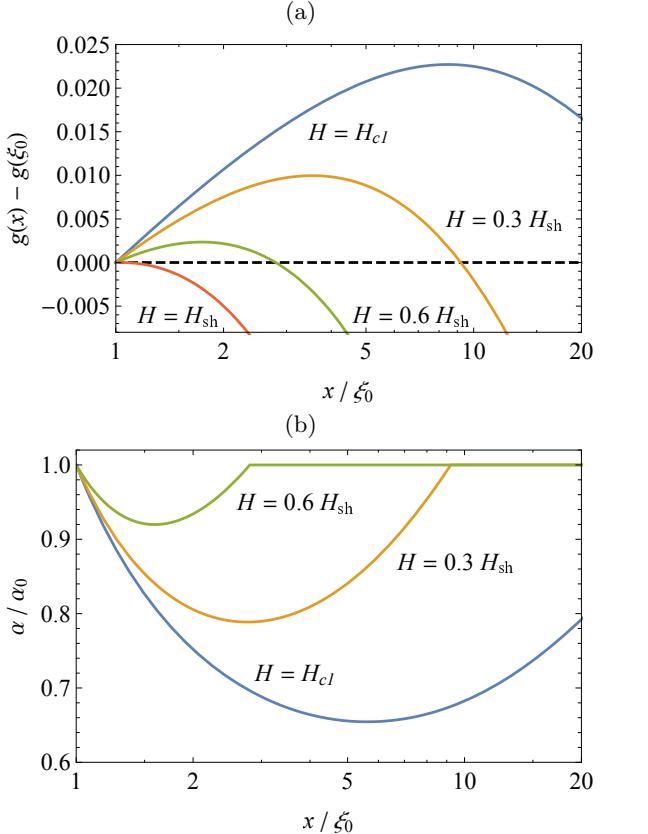 (a)
0.025
0.020
0.015
0.010
0.005
0.000
−0.005
g(x) − g(ξ0)
H = Hc1
H = 0.3 Hsh
H = Hsh
H = 0.6 Hsh
1 2 5 10 20
x / ξ0
(b)
1.0
0.9
0.8
0.7
0.6
α / α0
H = 0.6 Hsh
H = 0.3 Hsh
H = Hc1
1 2 5 10 20
x / ξ0